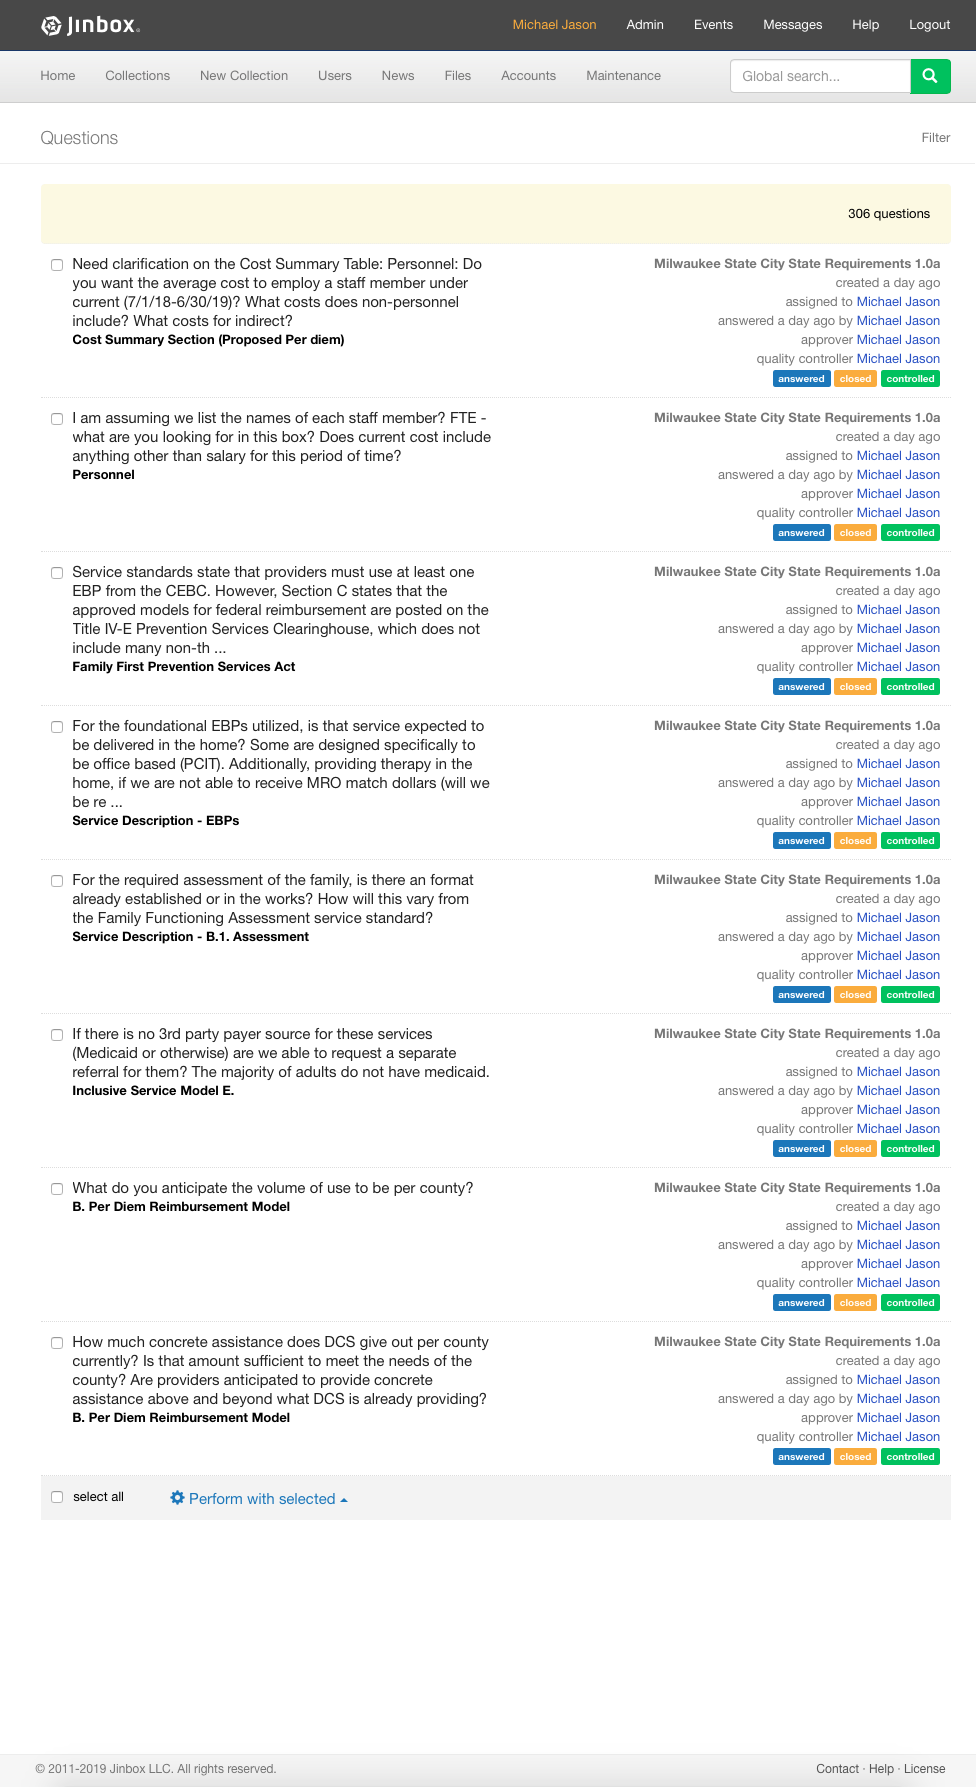 Jinbox.
Michael Jason Admin Events Messages Help Logout
Home Collections New Collection Users News Files Accounts Maintenance Global search...
Questions Filter
306 questions
Need clarification on the Cost Summary Table: Personnel: Do
you want the average cost to employ a staff member under
current (7/1/18-6/30/19)? What costs does non-personnel
include? What costs for indirect?
Cost Summary Section (Proposed Per diem)
Milwaukee State City State Requirements 1.0a
created a day ago
assigned to Michael Jason
answered a day ago by Michael Jason
approver Michael Jason
quality controller Michael Jason
answered closed controlled
I am assuming we list the names of each staff member? FTE -
what are you looking for in this box? Does current cost include
anything other than salary for this period of time?
Personnel
Milwaukee State City State Requirements 1.0a
created a day ago
assigned to Michael Jason
answered a day ago by Michael Jason
approver Michael Jason
quality controller Michael Jason
answered closed controlled
Service standards state that providers must use at least one
EBP from the CEBC. However, Section C states that the
approved models for federal reimbursement are posted on the
Title IV-E Prevention Services Clearinghouse, which does not
include many non-th ...
Family First Prevention Services Act
Milwaukee State City State Requirements 1.0a
created a day ago
assigned to Michael Jason
answered a day ago by Michael Jason
approver Michael Jason
quality controller Michael Jason
answered closed controlled
For the foundational EBPs utilized, is that service expected to
be delivered in the home? Some are designed specifically to
be office based (PCIT). Additionally, providing therapy in the
home, if we are not able to receive MRO match dollars (will we
be re ...
Service Description - EBPs
Milwaukee State City State Requirements 1.0a
created a day ago
assigned to Michael Jason
answered a day ago by Michael Jason
approver Michael Jason
quality controller Michael Jason
answered closed controlled
For the required assessment of the family, is there an format
already established or in the works? How will this vary from
the Family Functioning Assessment service standard?
Service Description - B.1. Assessment
Milwaukee State City State Requirements 1.0a
created a day ago
assigned to Michael Jason
answered a day ago by Michael Jason
approver Michael Jason
quality controller Michael Jason
answered closed controlled
If there is no 3rd party payer source for these services
(Medicaid or otherwise) are we able to request a separate
referral for them? The majority of adults do not have medicaid.
Inclusive Service Model E.
Milwaukee State City State Requirements 1.0a
created a day ago
assigned to Michael Jason
answered a day ago by Michael Jason
approver Michael Jason
quality controller Michael Jason
answered closed controlled
What do you anticipate the volume of use to be per county?
B. Per Diem Reimbursement Model
Milwaukee State City State Requirements 1.0a
created a day ago
assigned to Michael Jason
answered a day ago by Michael Jason
approver Michael Jason
quality controller Michael Jason
answered closed controlled
How much concrete assistance does DCS give out per county
currently? Is that amount sufficient to meet the needs of the
county? Are providers anticipated to provide concrete
assistance above and beyond what DCS is already providing?
B. Per Diem Reimbursement Model
Milwaukee State City State Requirements 1.0a
created a day ago
assigned to Michael Jason
answered a day ago by Michael Jason
approver Michael Jason
quality controller Michael Jason
answered closed controlled
select all Perform with selected
© 2011-2019 Jinbox LLC. All rights reserved. Contact · Help · License